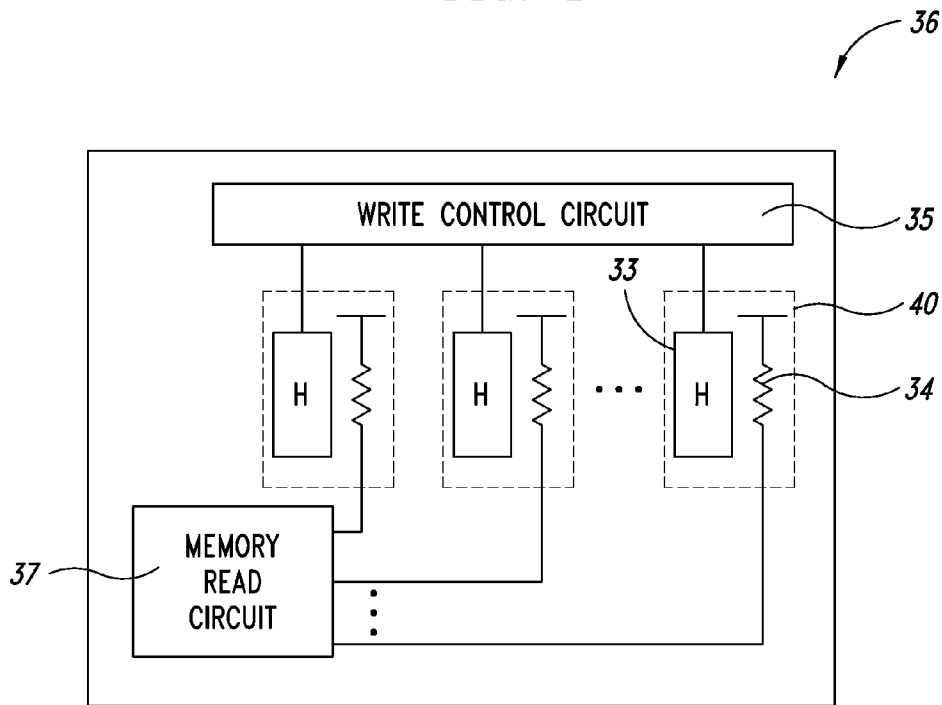 36
WRITE CONTROL CIRCUIT
35
33
40
H
H
H
34
MEMORY
READ
CIRCUIT
37